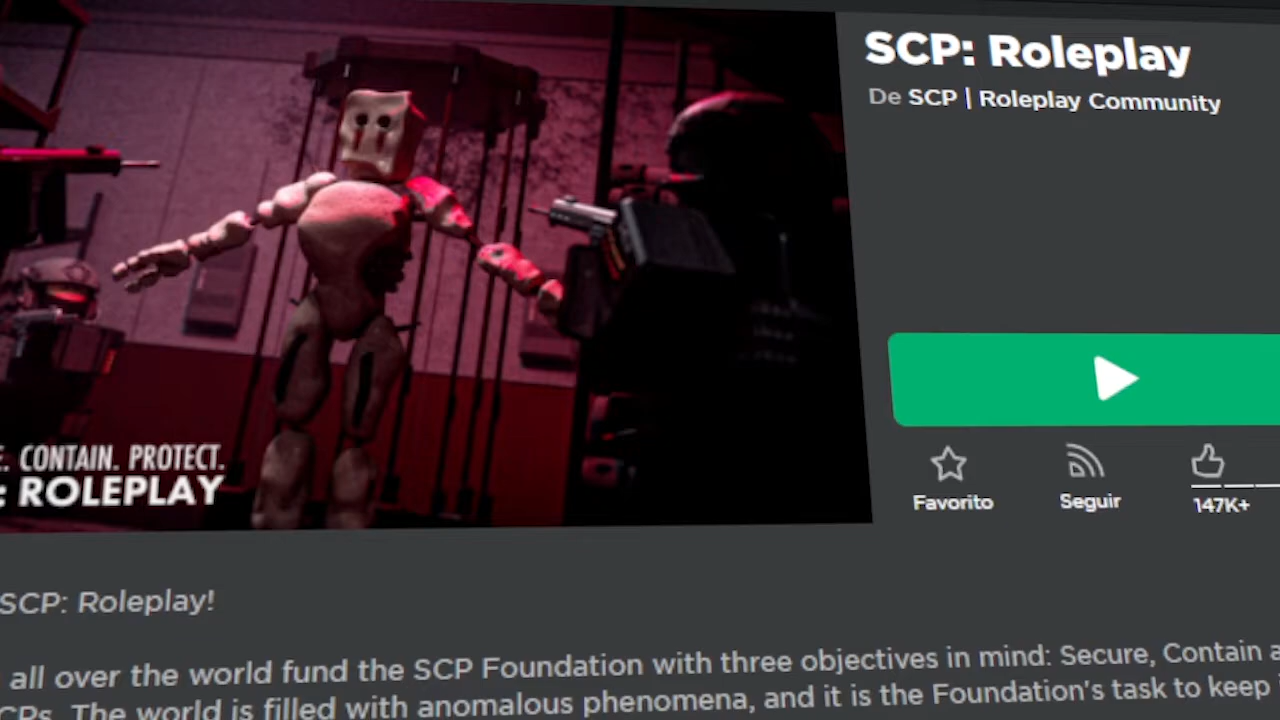 SCP: Roleplay
De SCP | Roleplay Community
. CONTAIN. PROTECT.
: ROLEPLAY
Favorito
Seguir
147K+
SCP: Roleplay!
all over the world fund the SCP Foundation with three objectives in mind: Secure, Contain a
CPs. The world is filled with anomalous phenomena, and it is the Foundation's task to keep